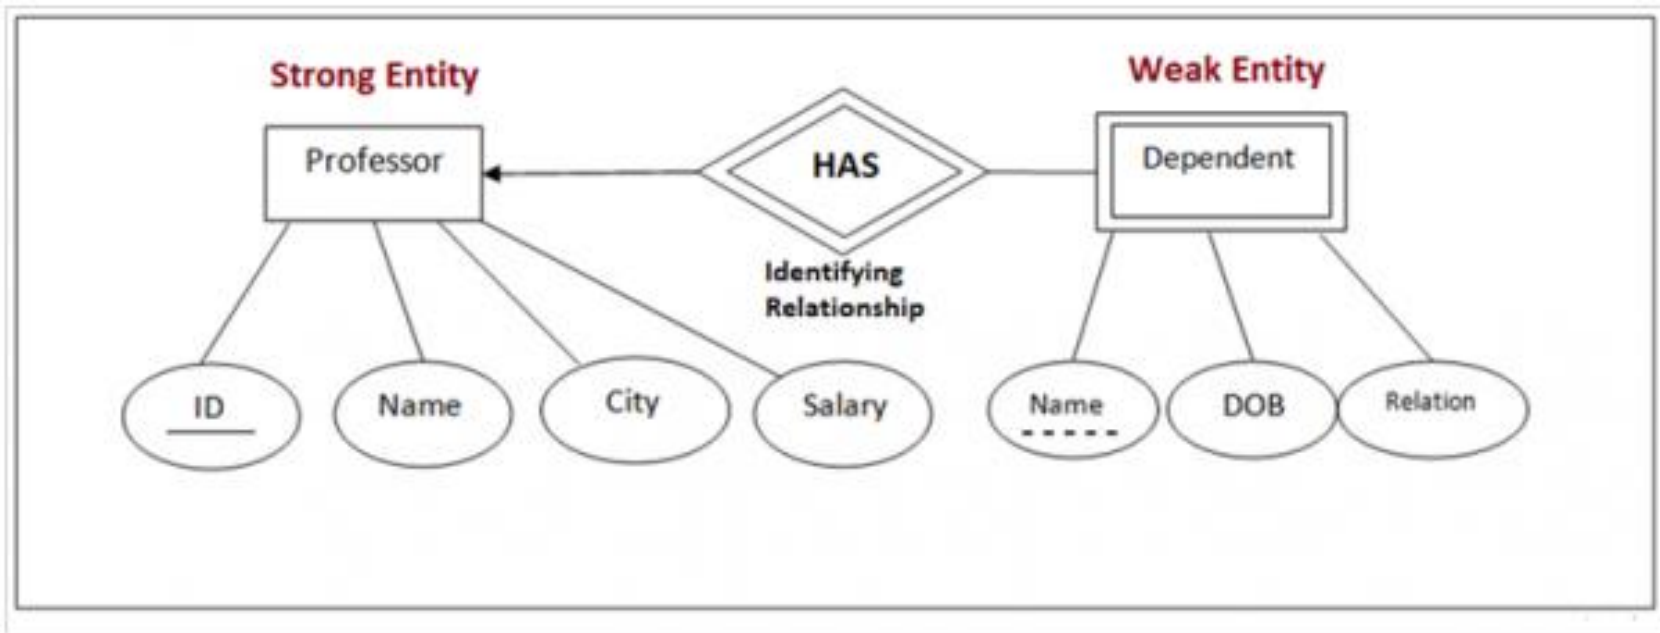 Strong Entity
Weak Entity
Professor
HAS
Dependent
Identifying
Relationship
ID
Name
City
Salary
Name
DOB
Relation